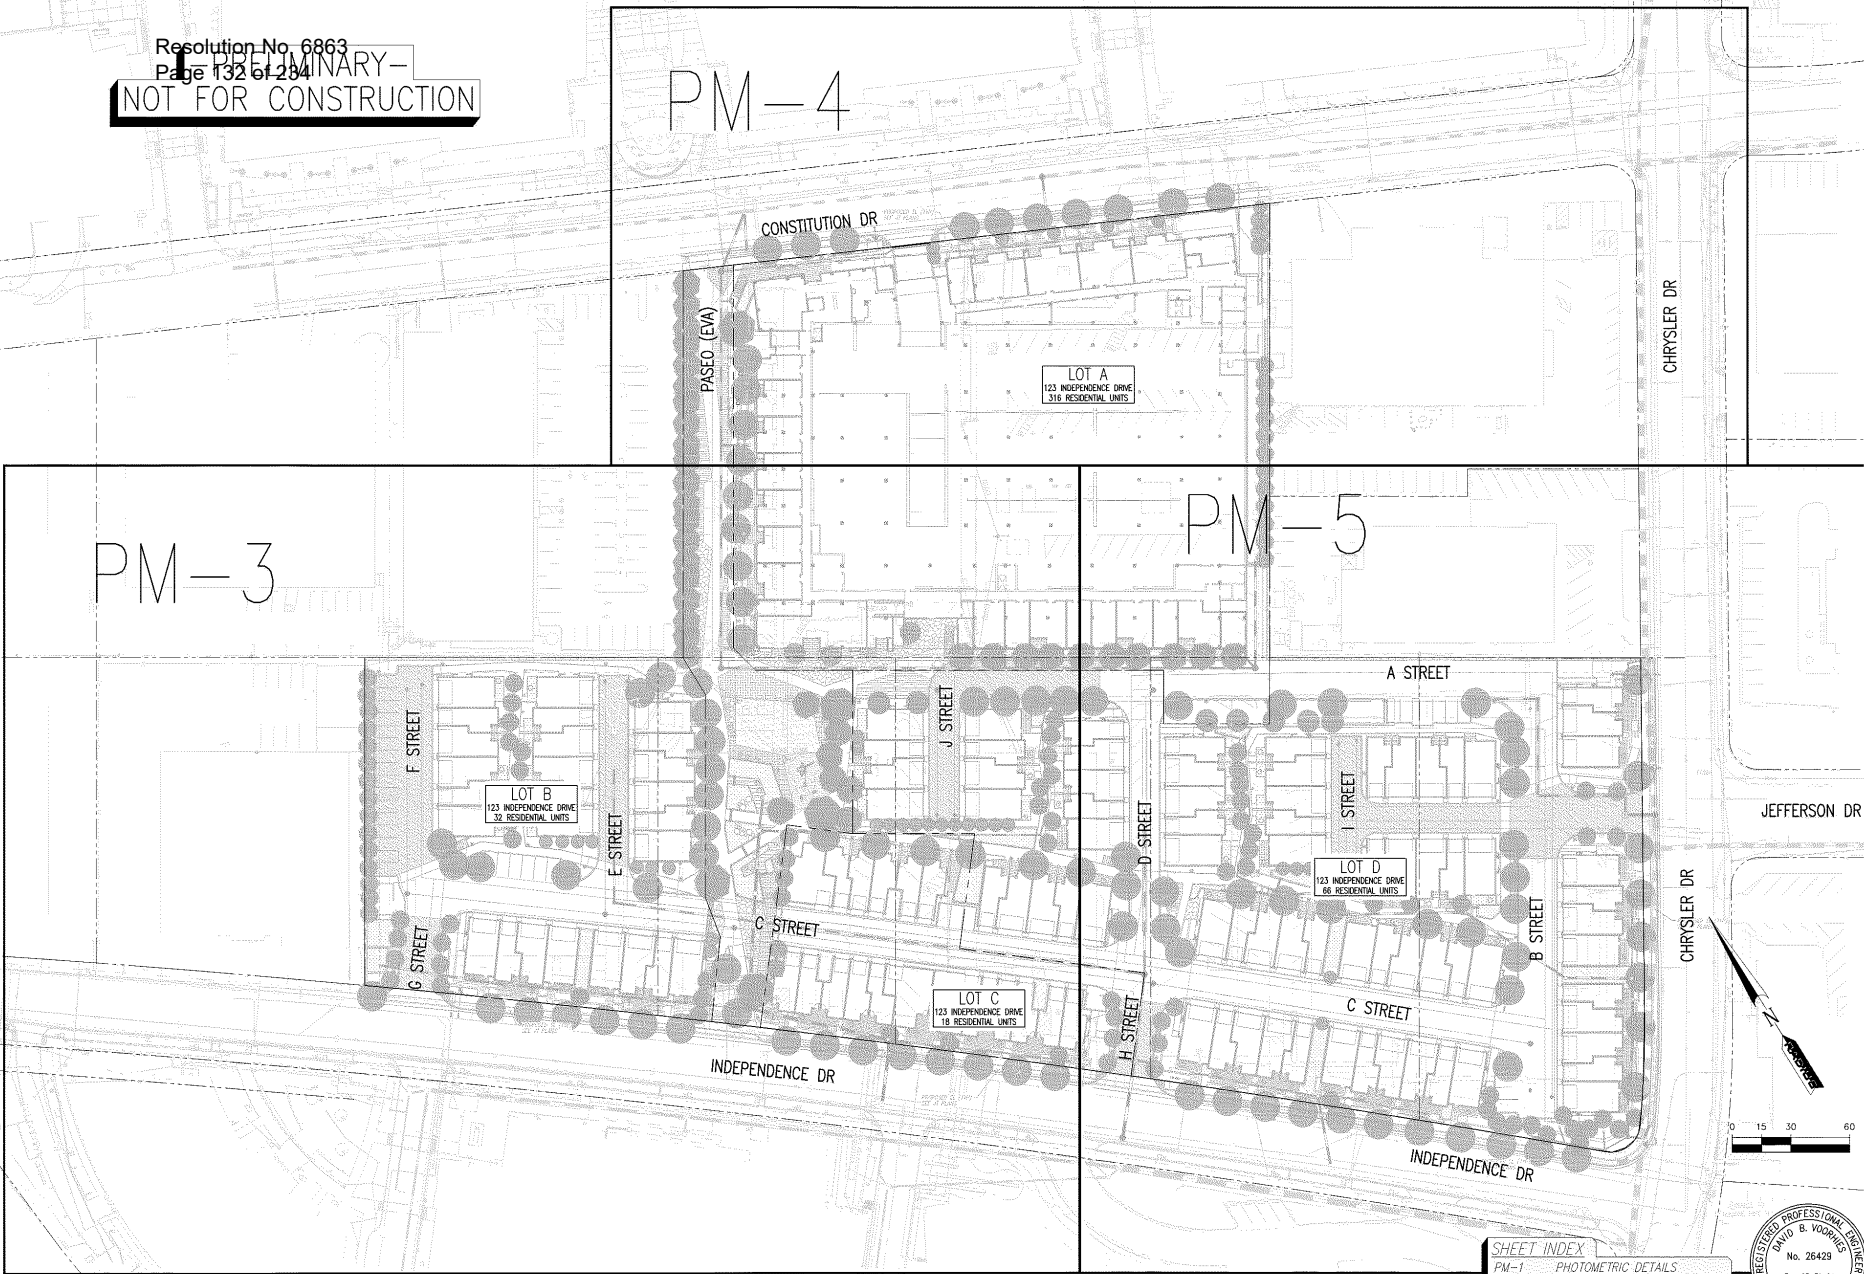 Resolution No. 6863
Page 132 of 234
-PRELIMINARY-
NOT FOR CONSTRUCTION
PM-4
CONSTITUTION DR
PASEO (EVA)
CHRYSLER DR
LOT A
123 INDEPENDENCE DRIVE
316 RESIDENTIAL UNITS
PM-3
PM-5
A STREET
F STREET
J STREET
LOT B
123 INDEPENDENCE DRIVE
32 RESIDENTIAL UNITS
E STREET
D STREET
I STREET
JEFFERSON DR
LOT D
123 INDEPENDENCE DRIVE
66 RESIDENTIAL UNITS
CHRYSLER DR
C STREET
B STREET
G STREET
LOT C
123 INDEPENDENCE DRIVE
18 RESIDENTIAL UNITS
C STREET
H STREET
N
INDEPENDENCE DR
0 15 30 60
INDEPENDENCE DR
REGISTERED PROFESSIONAL ENGINEER
DAVID B. VOORHIES
No. 26429
SHEET INDEX
PM-1 PHOTOMETRIC DETAILS